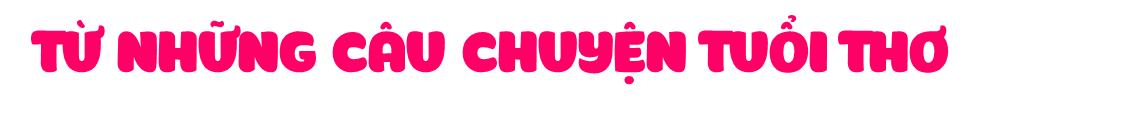 TỪ NHỮNG CÂU CHUYỆN TUỔI THƠ